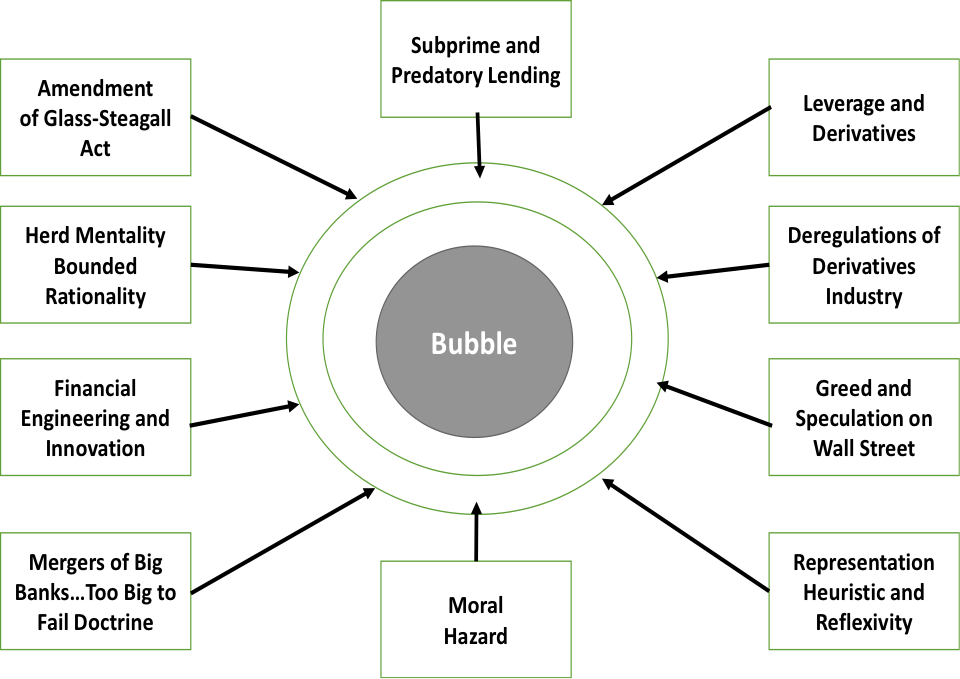 Subprime and
Predatory Lending
Amendment
of Glass-Steagall
Act
Leverage and
Derivatives
Herd Mentality
Bounded
Rationality
Deregulations of
Derivatives
Industry
Bubble
Financial
Engineering and
Innovation
Greed and
Speculation on
Wall Street
Mergers of Big
Banks...Too Big to
Fail Doctrine
Moral
Hazard
Representation
Heuristic and
Reflexivity